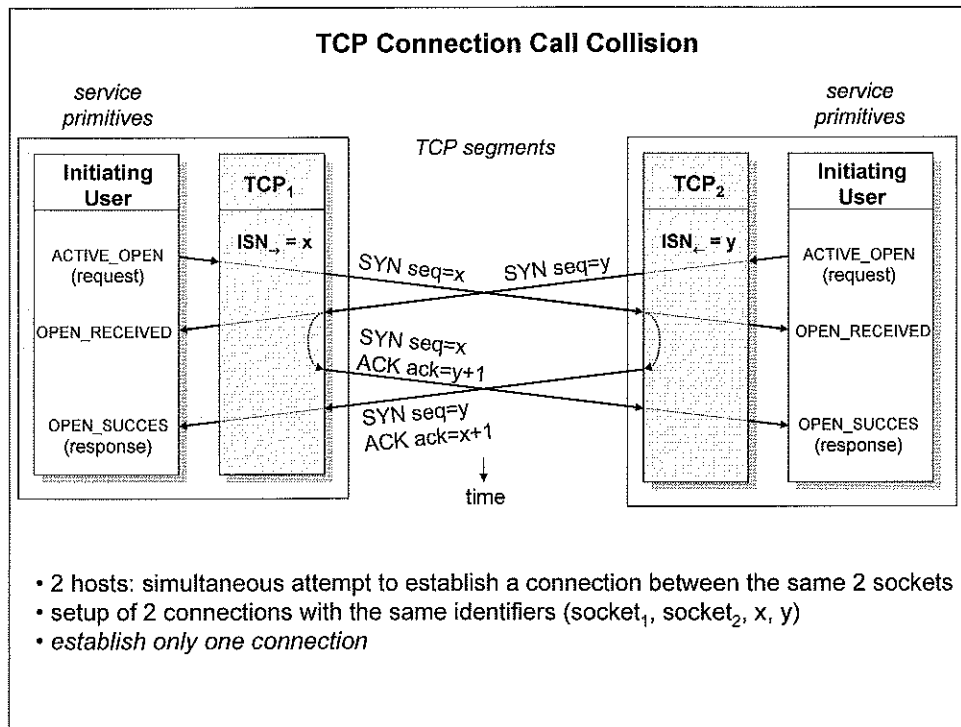 TCP Connection Call Collision
service
primitives
service
primitives
TCP segments
Initiating
User
TCP₁
TCP₂
Initiating
User
ISN→ = x
ISN← = y
ACTIVE_OPEN
(request)
ACTIVE_OPEN
(request)
SYN seq=x
SYN seq=y
OPEN_RECEIVED
OPEN_RECEIVED
SYN seq=x
ACK ack=y+1
SYN seq=y
ACK ack=x+1
OPEN_SUCCES
(response)
OPEN_SUCCES
(response)
time
• 2 hosts: simultaneous attempt to establish a connection between the same 2 sockets
• setup of 2 connections with the same identifiers (socket₁, socket₂, x, y)
• establish only one connection